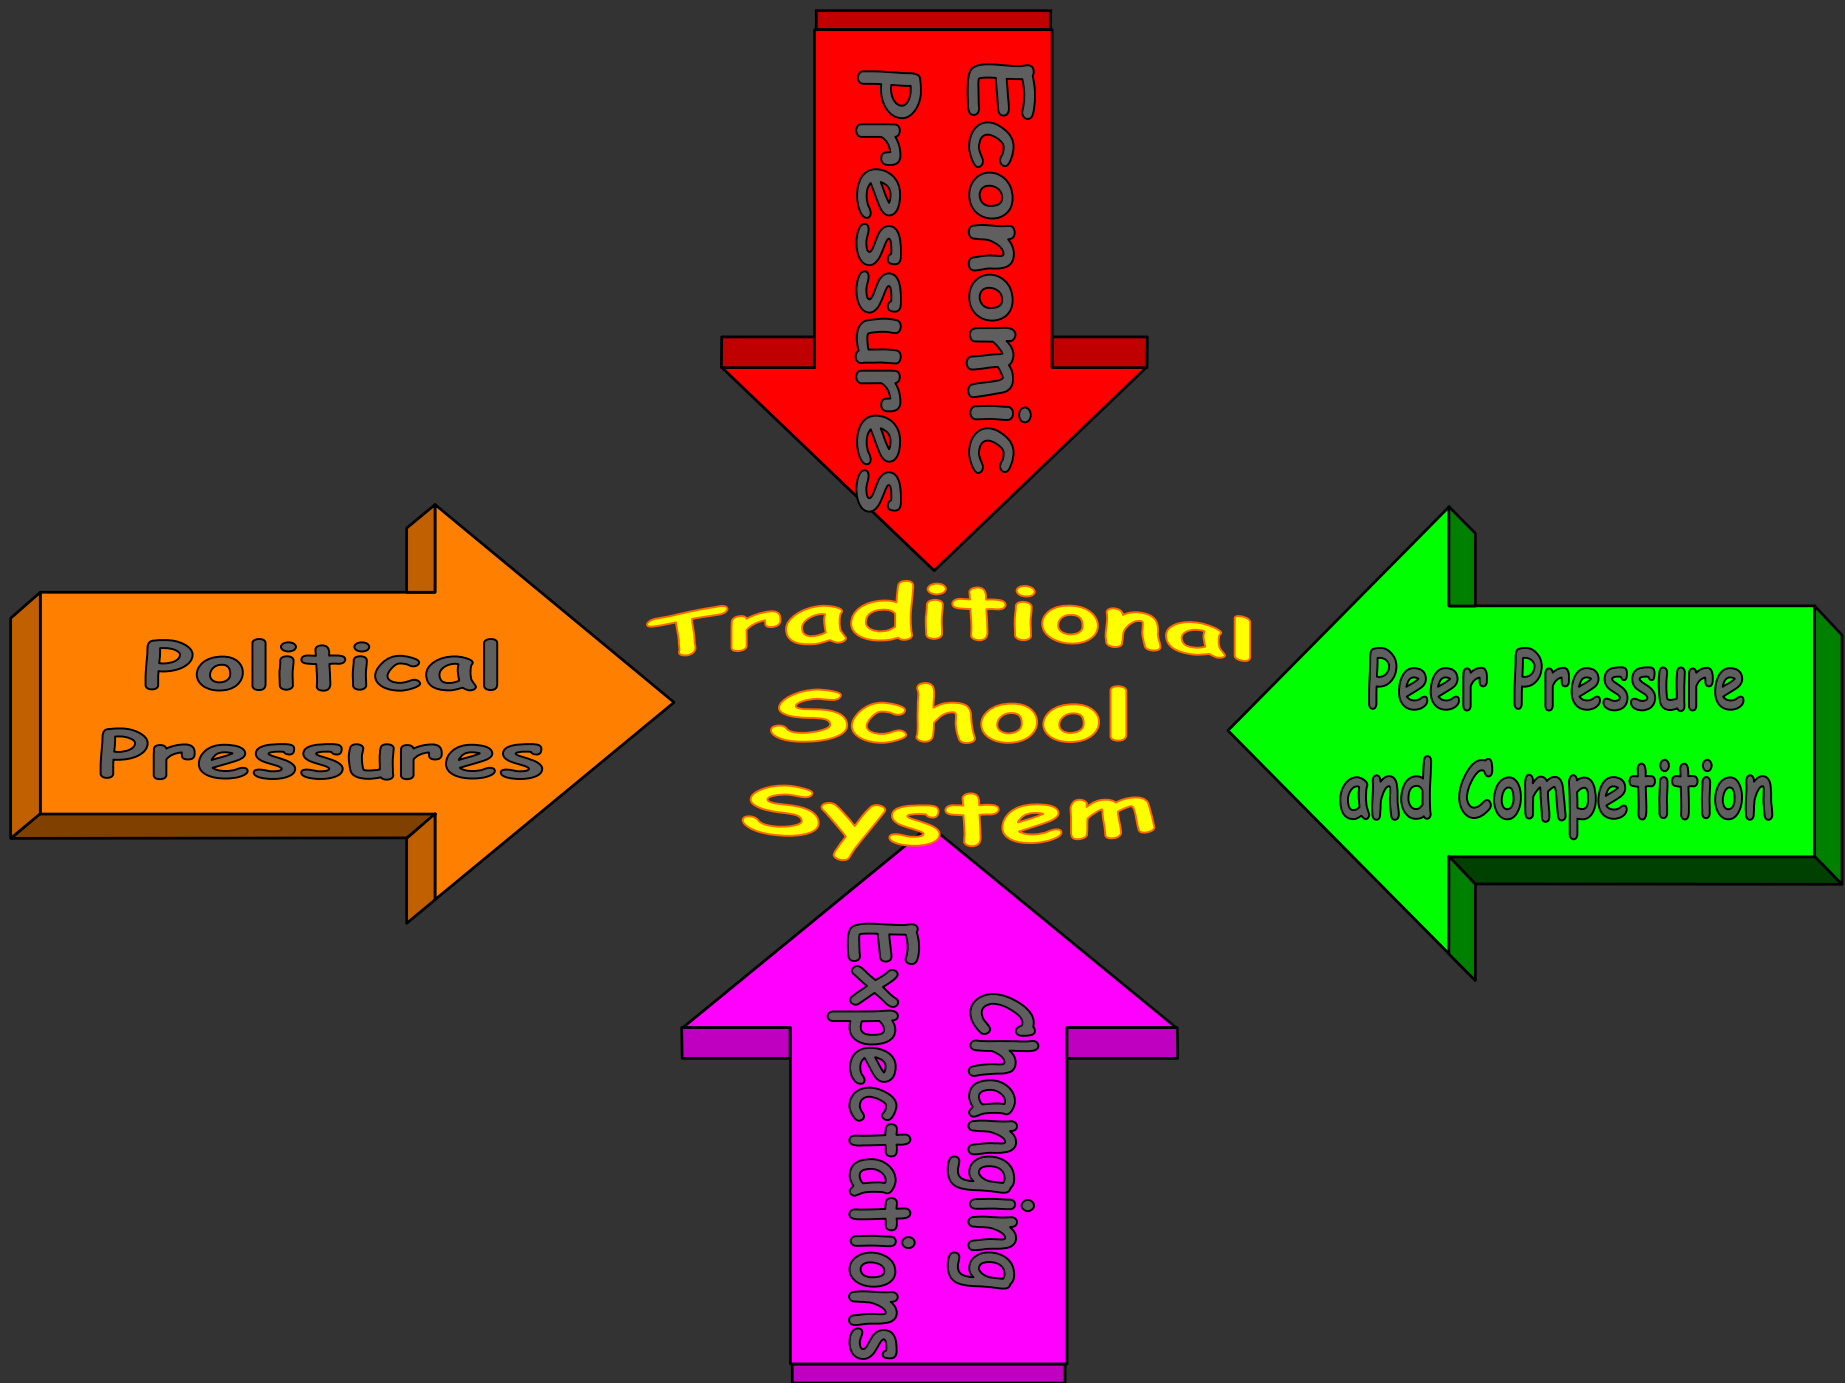 Economic
Pressures
Political
Pressures
Traditional
School
System
Peer Pressure
and Competition
Changing
Expectations